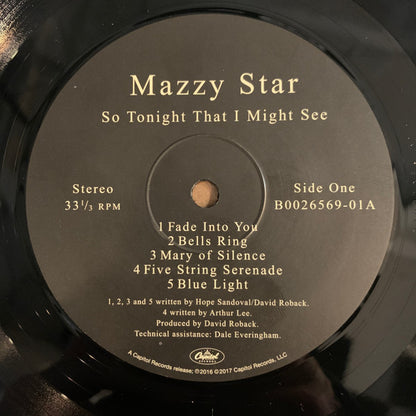 Mazzy Star
So Tonight That I Might See
Stereo
33 1/3 RPM
Side One
B0026569-01A
1 Fade Into You
2 Bells Ring
3 Mary of Silence
4 Five String Serenade
5 Blue Light
1, 2, 3 and 5 written by Hope Sandoval/David Roback.
4 written by Arthur Lee.
Produced by David Roback.
Technical assistance: Dale Everingham.
Capitol
RECORDS
A Capitol Records release; ℗2016 ©2017 Capitol Records, LLC